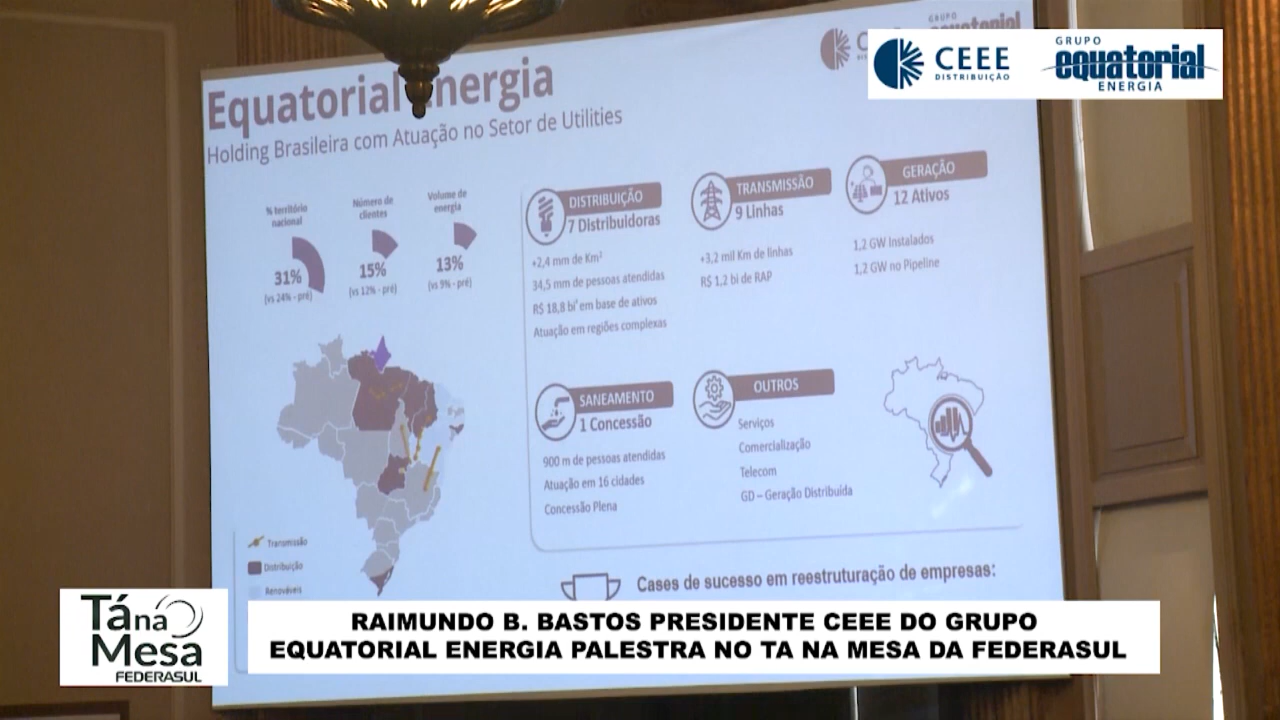 GRUPO
CEEE
DISTRIBUIÇÃO
GRUPO
equatorial
ENERGIA
Equatorial Energia
Holding Brasileira com Atuação no Setor de Utilities
% território
nacional
31%
(vs 24% - pré)
Número de
clientes
15%
(vs 12% - pré)
Volume de
energia
13%
(vs 9% - pré)
DISTRIBUIÇÃO
7 Distribuidoras
+2,4 mm de Km²
34,5 mm de pessoas atendidas
R$ 18,8 bi¹ em base de ativos
Atuação em regiões complexas
TRANSMISSÃO
9 Linhas
+3,2 mil Km de linhas
R$ 1,2 bi de RAP
GERAÇÃO
12 Ativos
1,2 GW Instalados
1,2 GW no Pipeline
SANEAMENTO
1 Concessão
900 m de pessoas atendidas
Atuação em 16 cidades
Concessão Plena
OUTROS
Serviços
Comercialização
Telecom
GD – Geração Distribuída
Transmissão
Distribuição
Renováveis
Cases de sucesso em reestruturação de empresas:
Tá na
Mesa
FEDERASUL
RAIMUNDO B. BASTOS PRESIDENTE CEEE DO GRUPO
EQUATORIAL ENERGIA PALESTRA NO TA NA MESA DA FEDERASUL